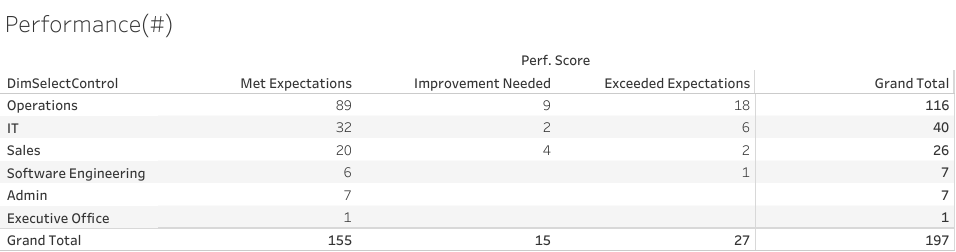 Performance(#)
Perf. Score
DimSelectControl Met Expectations Improvement Needed Exceeded Expectations Grand Total
Operations 89 9 18 116
IT 32 2 6 40
Sales 20 4 2 26
Software Engineering 6 1 7
Admin 7 7
Executive Office 1 1
Grand Total 155 15 27 197